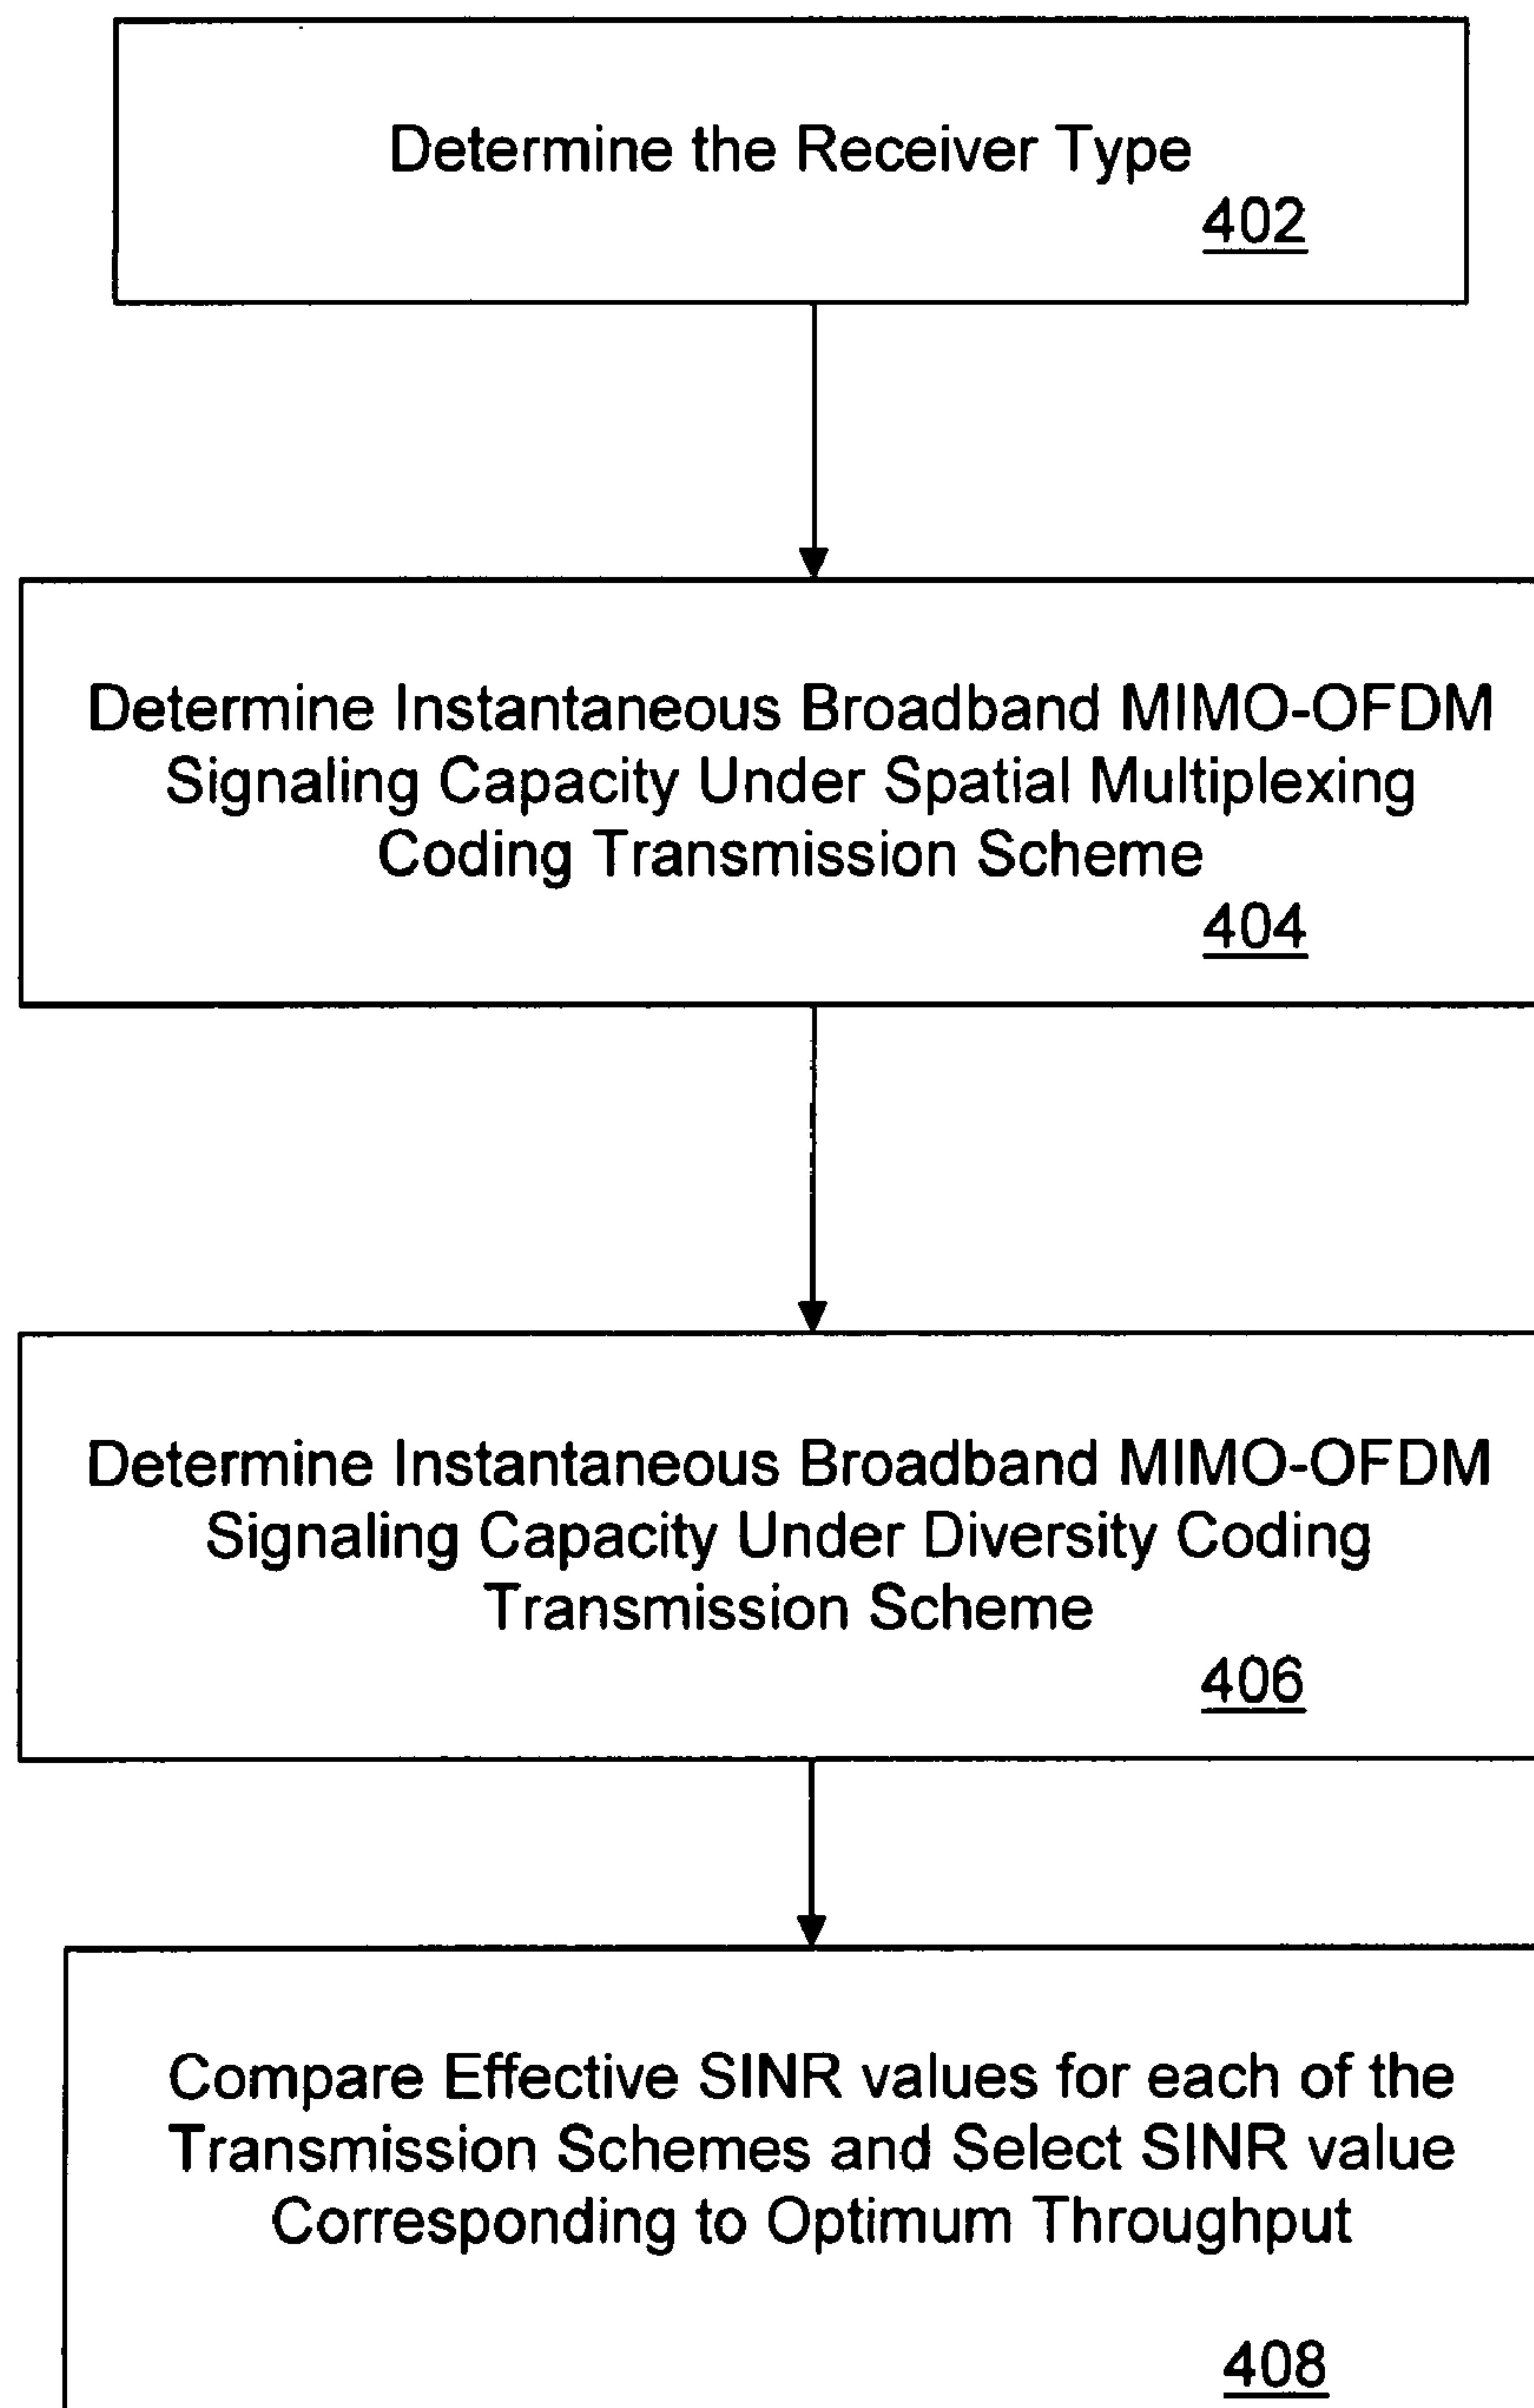 Determine the Receiver Type
402
Determine Instantaneous Broadband MIMO-OFDM
Signaling Capacity Under Spatial Multiplexing
Coding Transmission Scheme
404
Determine Instantaneous Broadband MIMO-OFDM
Signaling Capacity Under Diversity Coding
Transmission Scheme
406
Compare Effective SINR values for each of the
Transmission Schemes and Select SINR value
Corresponding to Optimum Throughput
408